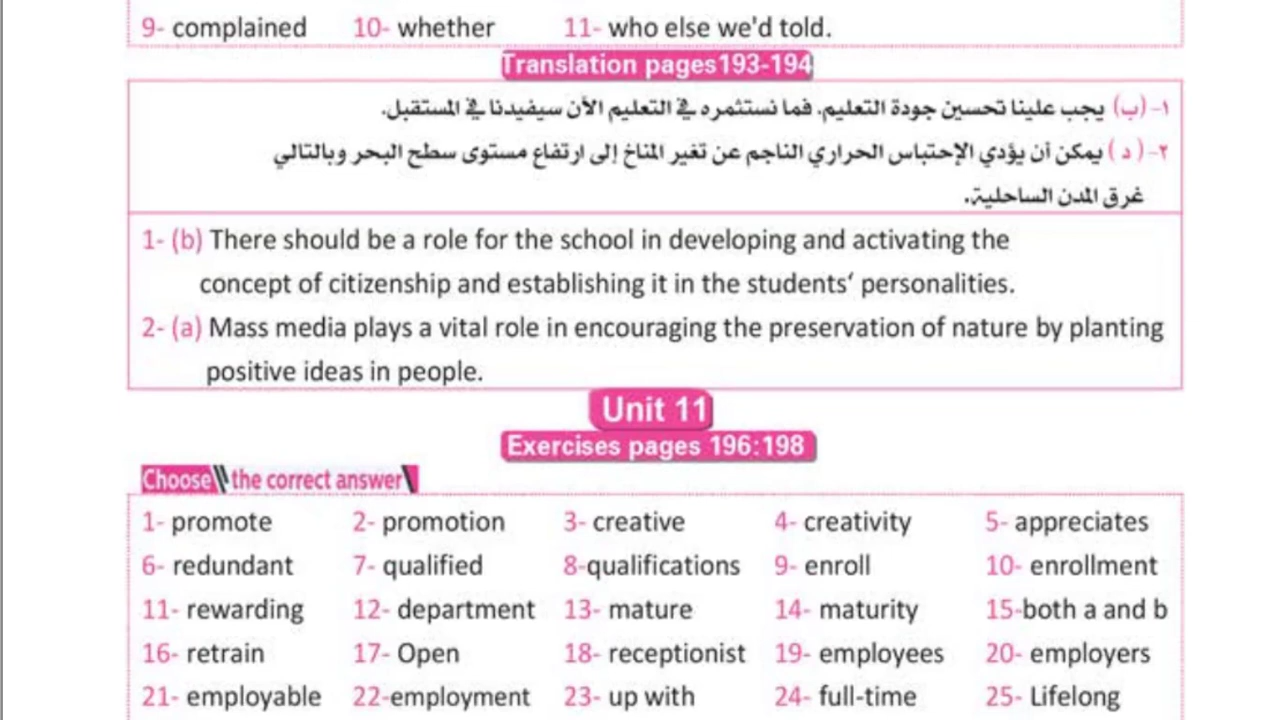 9- complained 10- whether 11- who else we'd told.
Translation pages193-194
١- (ب) يجب علينا تحسين جودة التعليم. فما نستثمره في التعليم الآن سيفيدنا في المستقبل.
٢- (د) يمكن أن يؤدي الإحتباس الحراري الناجم عن تغير المناخ إلى ارتفاع مستوى سطح البحر وبالتالي
غرق المدن الساحلية.
1- (b) There should be a role for the school in developing and activating the
concept of citizenship and establishing it in the students‘ personalities.
2- (a) Mass media plays a vital role in encouraging the preservation of nature by planting
positive ideas in people.
Unit 11
Exercises pages 196:198
Choose the correct answer
1- promote 2- promotion 3- creative 4- creativity 5- appreciates
6- redundant 7- qualified 8-qualifications 9- enroll 10- enrollment
11- rewarding 12- department 13- mature 14- maturity 15-both a and b
16- retrain 17- Open 18- receptionist 19- employees 20- employers
21- employable 22-employment 23- up with 24- full-time 25- Lifelong